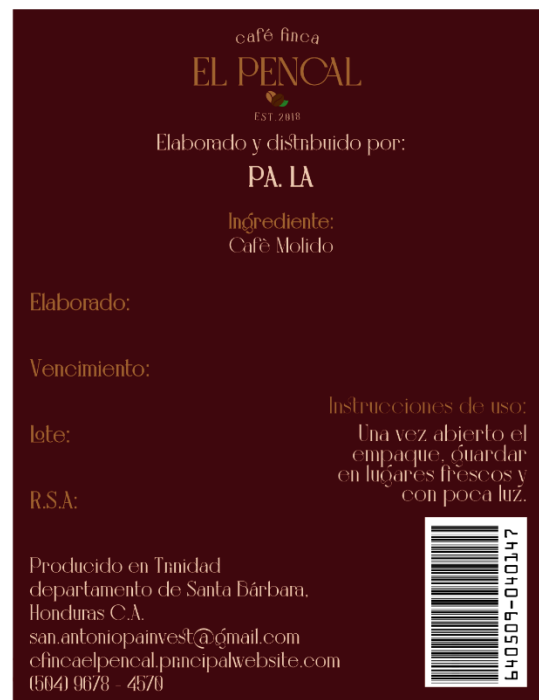 café finca
EL PENCAL
EST. 2018
Elaborado y distribuido por:
PA. LA
Ingrediente:
Cafè Molido
Elaborado:
Vencimiento:
Lote:
R.S.A:
Instrucciones de uso:
Una vez abierto el
empaque, guardar
en lugares frescos y
con poca luz.
Producido en Trinidad
departamento de Santa Bárbara,
Honduras C.A.
san.antoniopainvest@gmail.com
cfincaelpencal.principalwebsite.com
(504) 9678 - 4570
640509-040147